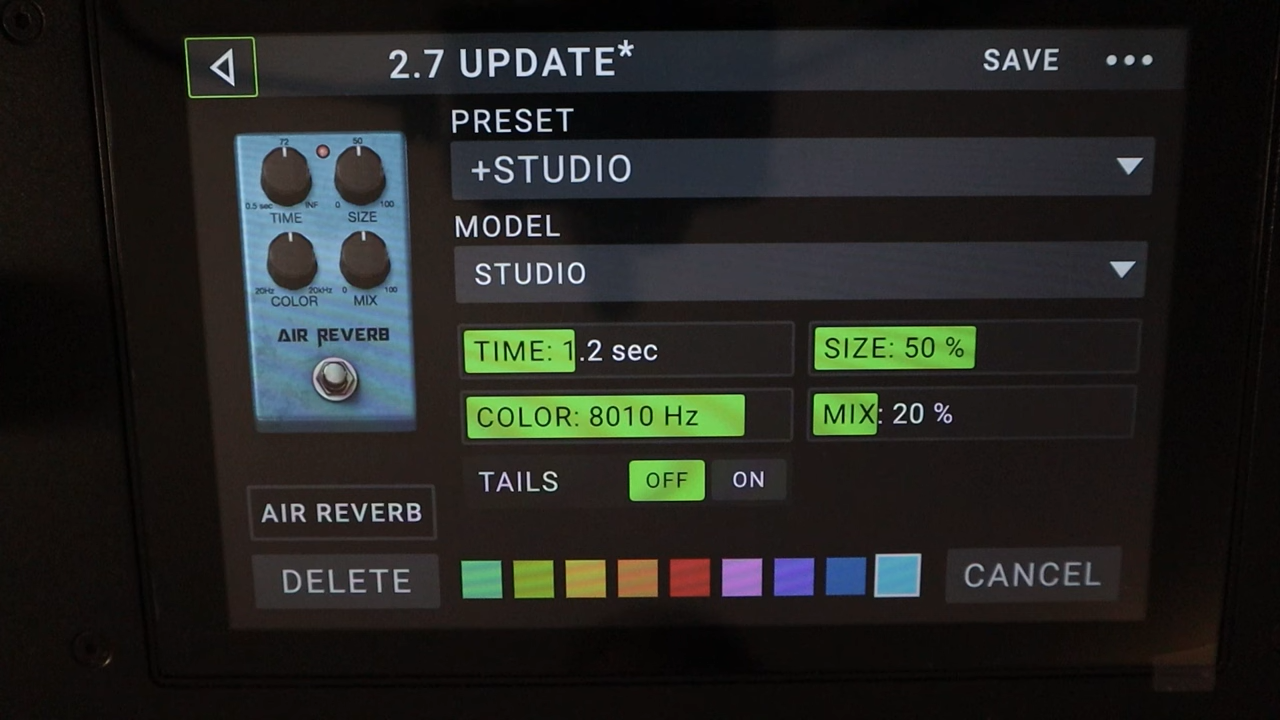 2.7 UPDATE* SAVE •••
PRESET
+STUDIO
MODEL
STUDIO
TIME: 1.2 sec SIZE: 50 %
COLOR: 8010 Hz MIX: 20 %
TAILS OFF ON
72 50
0.5 sec INF 0 100
TIME SIZE
20Hz 20kHz 0 100
COLOR MIX
AIR REVERB
AIR REVERB
DELETE CANCEL